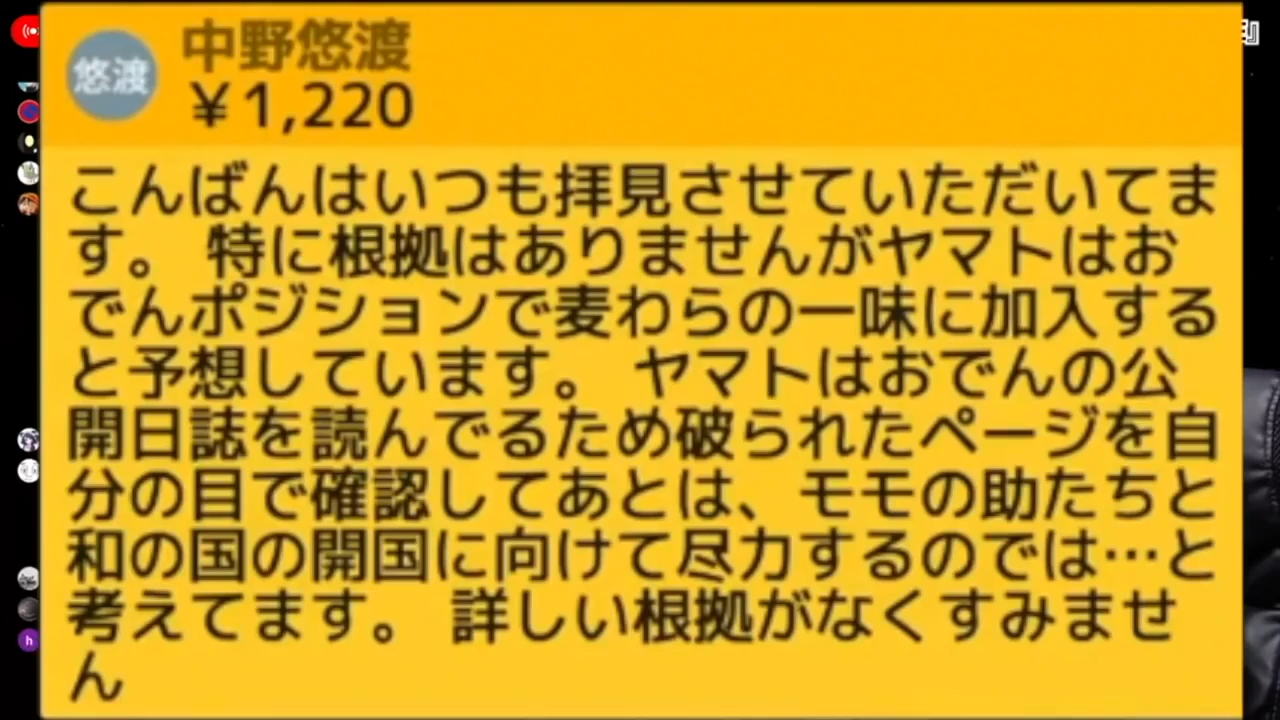 中野悠渡
悠渡
￥1,220
こんばんはいつも拝見させていただいてま
す。 特に根拠はありませんがヤマトはお
でんポジションで麦わらの一味に加入する
と予想しています。 ヤマトはおでんの公
開日誌を読んでるため破られたページを自
分の目で確認してあとは、モモの助たちと
和の国の開国に向けて尽力するのでは…と
考えてます。 詳しい根拠がなくすみませ
ん
h